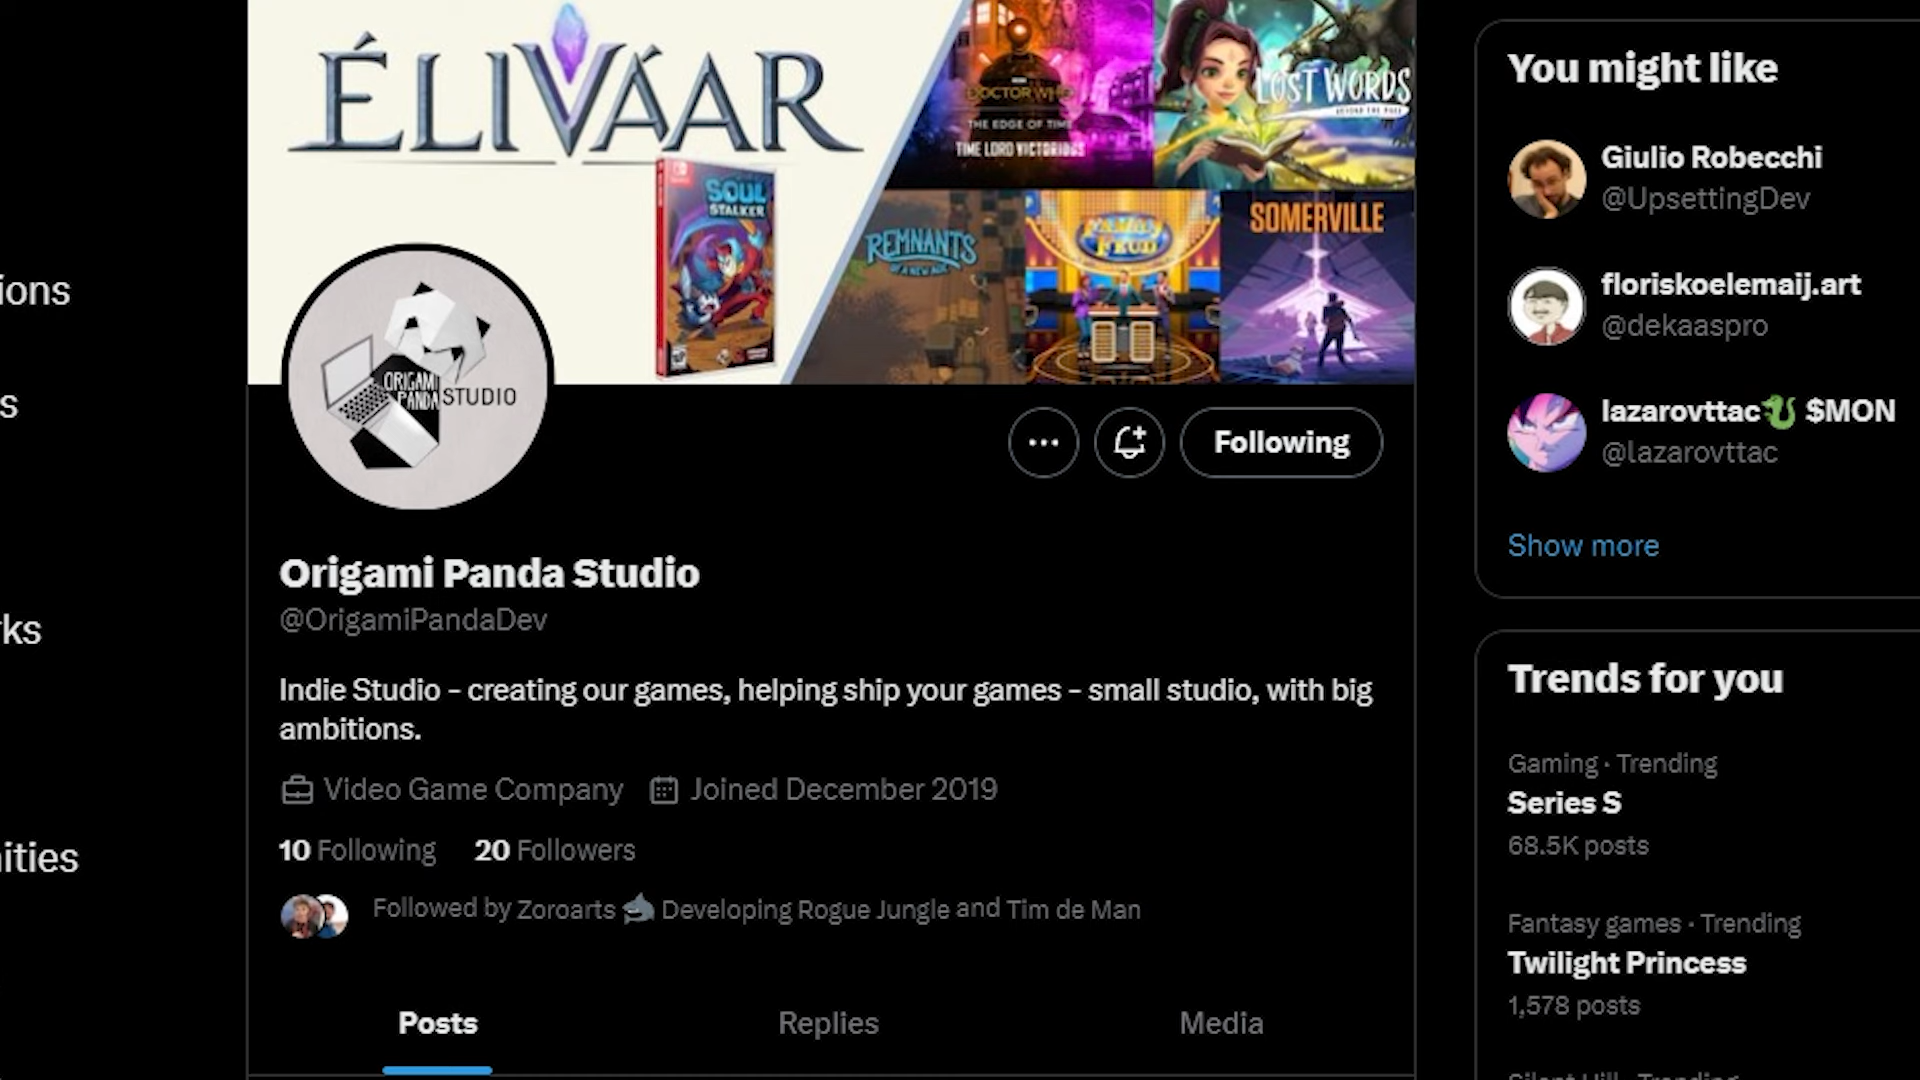 ÉLIVÁAR
SOUL
STALKER
DOCTOR WHO
THE EDGE OF TIME
TIME LORD VICTORIOUS
LOST WORDS
BEYOND THE PAGE
REMNANTS
OF A NEW AGE
FAMILY
FEUD
SOMERVILLE
ORIGAMI
PANDA
STUDIO
Following
Origami Panda Studio
@OrigamiPandaDev
Indie Studio – creating our games, helping ship your games – small studio, with big
ambitions.
Video Game Company Joined December 2019
10 Following 20 Followers
Followed by Zoroarts 🦈 Developing Rogue Jungle and Tim de Man
Posts Replies Media
ions
s
ks
ities
You might like
Giulio Robecchi
@UpsettingDev
floriskoelemaij.art
@dekaaspro
lazarovttac🐉 $MON
@lazarovttac
Show more
Trends for you
Gaming · Trending
Series S
68.5K posts
Fantasy games · Trending
Twilight Princess
1,578 posts
Silent Hill · Trending